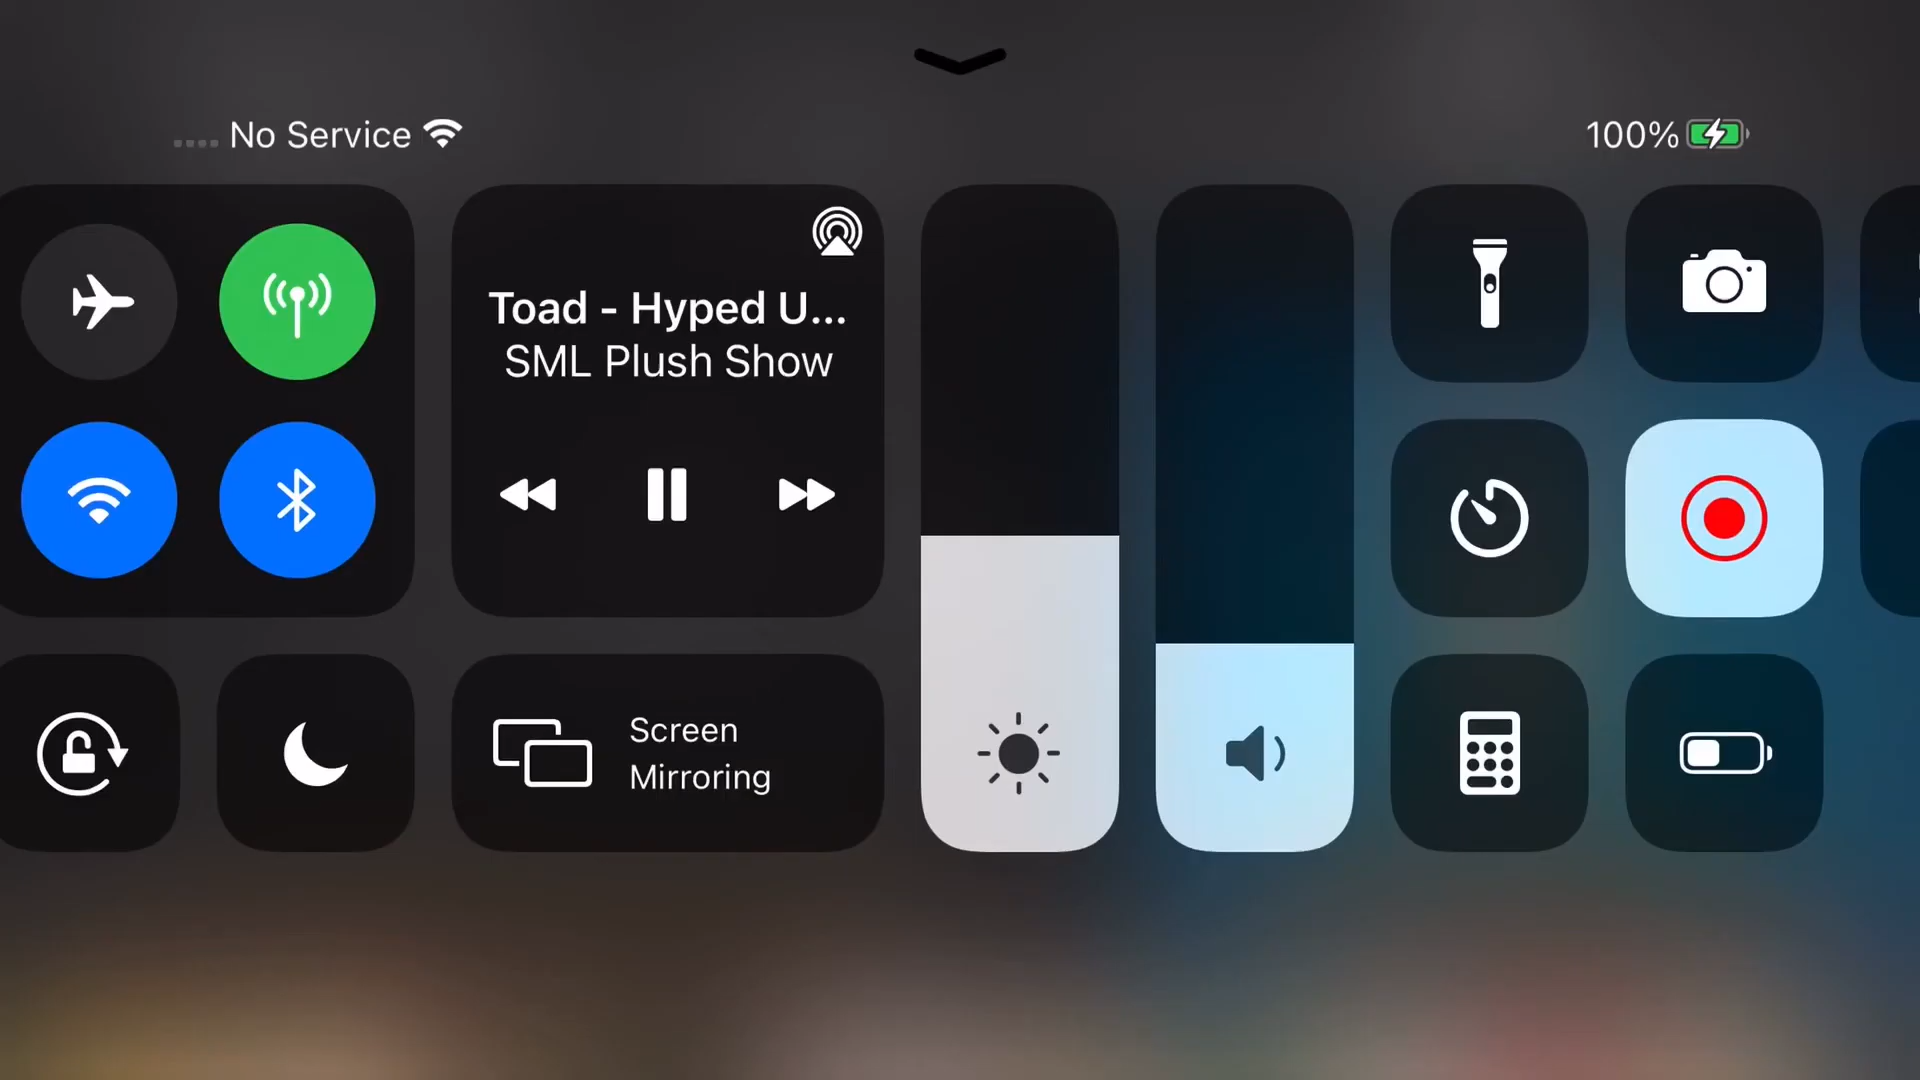 No Service
100%
Toad - Hyped U...
SML Plush Show
Screen
Mirroring